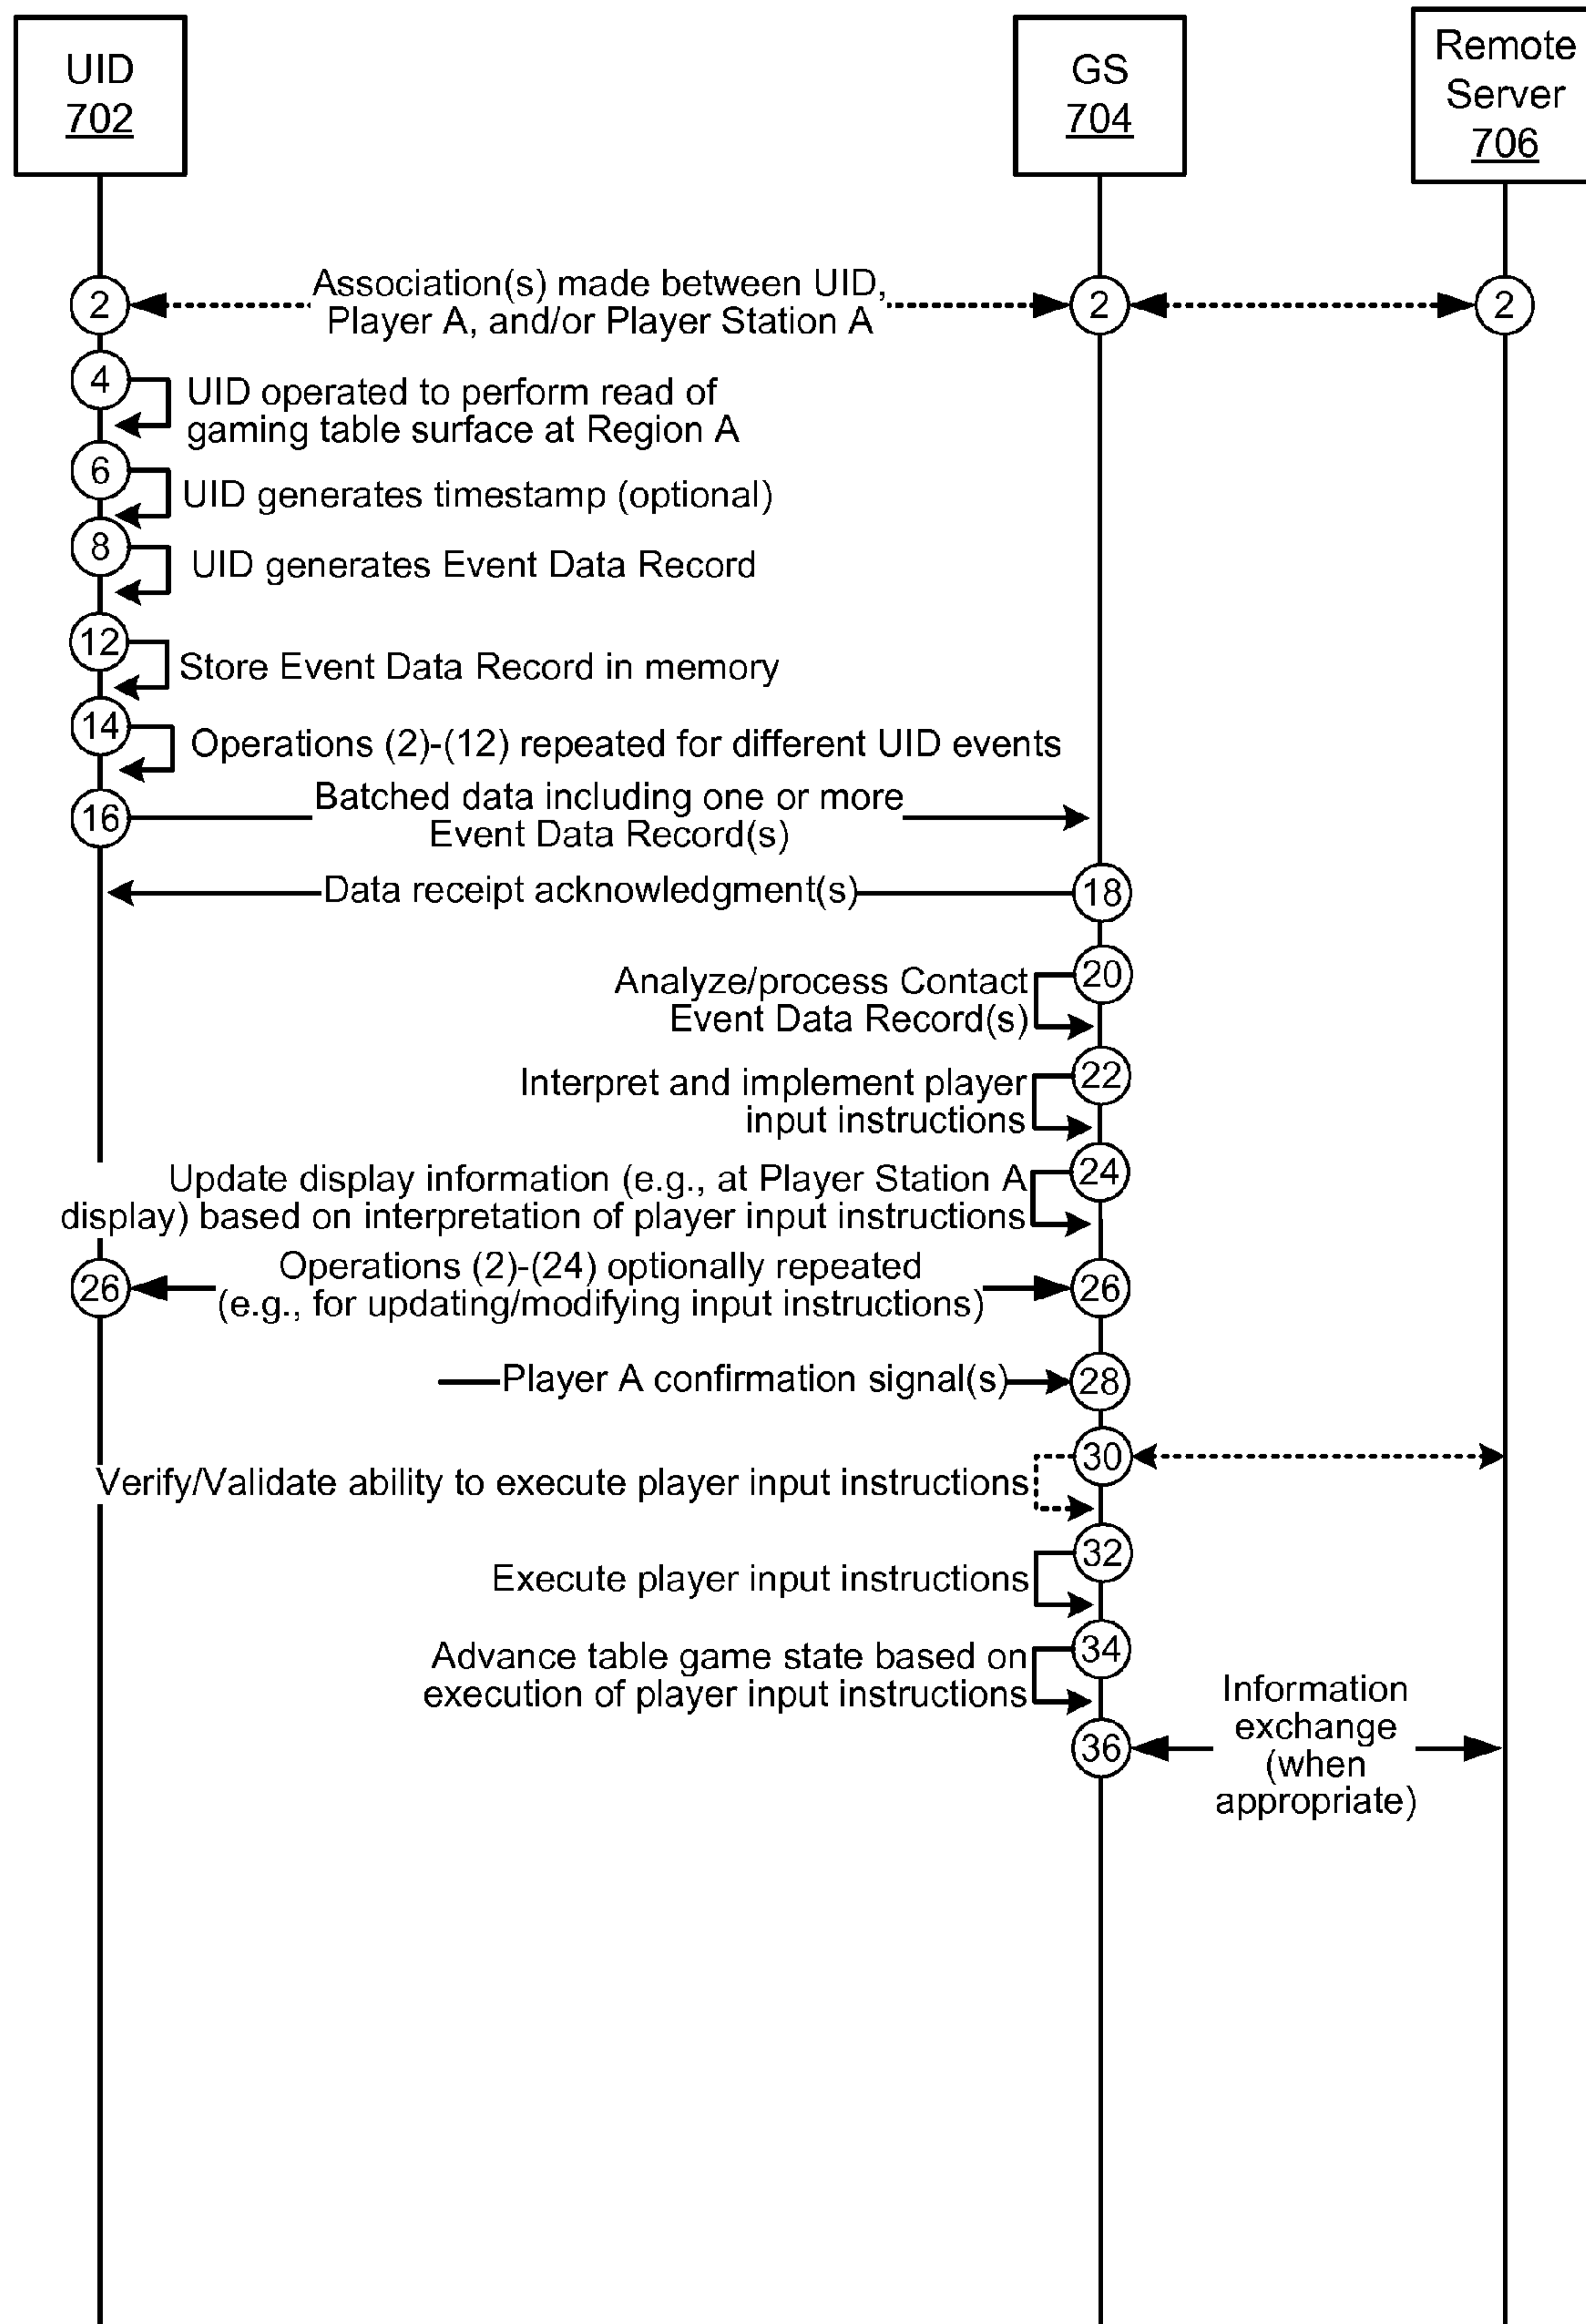 UID
702
GS
704
Remote
Server
706
2
Association(s) made between UID,
Player A, and/or Player Station A
2
2
4
UID operated to perform read of
gaming table surface at Region A
6
UID generates timestamp (optional)
8
UID generates Event Data Record
12
Store Event Data Record in memory
14
Operations (2)-(12) repeated for different UID events
16
Batched data including one or more
Event Data Record(s)
Data receipt acknowledgment(s)
18
Analyze/process Contact
Event Data Record(s)
20
Interpret and implement player
input instructions
22
Update display information (e.g., at Player Station A
display) based on interpretation of player input instructions
24
26
Operations (2)-(24) optionally repeated
(e.g., for updating/modifying input instructions)
26
Player A confirmation signal(s)
28
30
Verify/Validate ability to execute player input instructions
32
Execute player input instructions
34
Advance table game state based on
execution of player input instructions
36
Information
exchange
(when
appropriate)